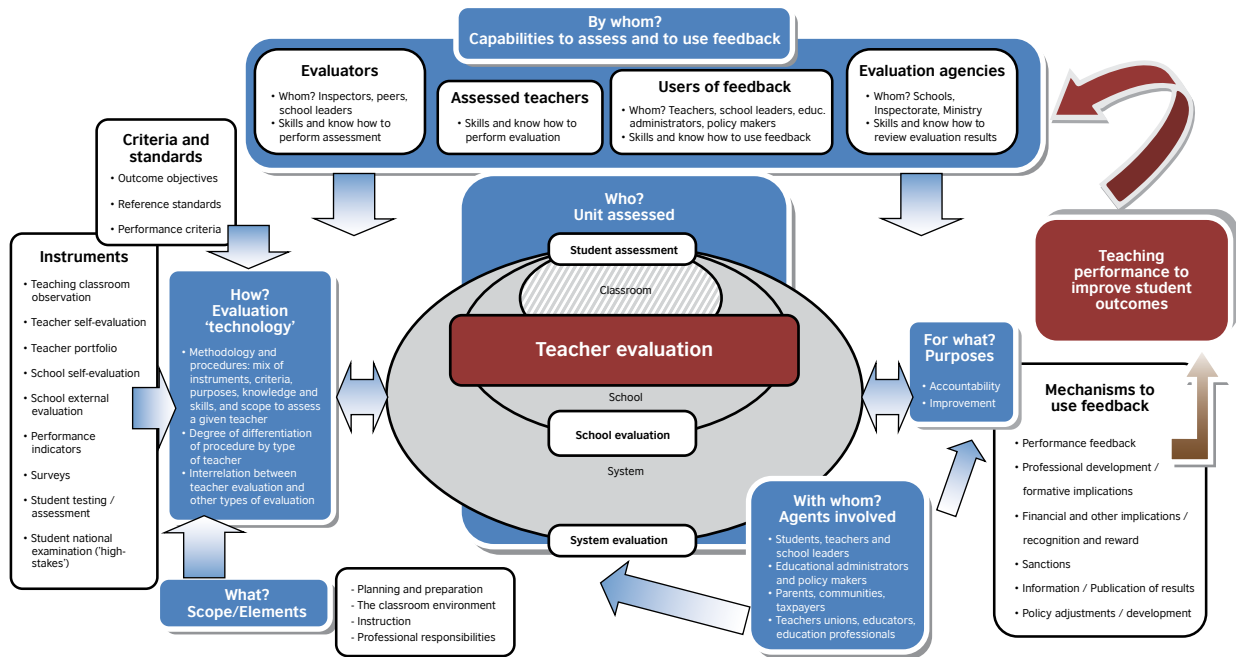 By whom?
Capabilities to assess and to use feedback
Evaluators
• Whom? Inspectors, peers,
school leaders
• Skills and know how to
perform assessment
Assessed teachers
• Skills and know how to
perform evaluation
Users of feedback
• Whom? Teachers, school leaders, educ.
administrators, policy makers
• Skills and know how to use feedback
Evaluation agencies
• Whom? Schools,
Inspectorate, Ministry
• Skills and know how to
review evaluation results
Criteria and
standards
• Outcome objectives
• Reference standards
• Performance criteria
Instruments
• Teaching classroom
observation
• Teacher self-evaluation
• Teacher portfolio
• School self-evaluation
• School external
evaluation
• Performance
indicators
• Surveys
• Student testing /
assessment
• Student national
examination ('high-
stakes')
How?
Evaluation
'technology'
• Methodology and
procedures: mix of
instruments, criteria,
purposes, knowledge and
skills, and scope to assess
a given teacher
• Degree of differentiation
of procedure by type
of teacher
• Interrelation between
teacher evaluation and
other types of evaluation
What?
Scope/Elements
- Planning and preparation
- The classroom environment
- Instruction
- Professional responsibilities
Who?
Unit assessed
Student assessment
Classroom
Teacher evaluation
School
School evaluation
System
System evaluation
With whom?
Agents involved
• Students, teachers and
school leaders
• Educational administrators
and policy makers
• Parents, communities,
taxpayers
• Teachers unions, educators,
education professionals
For what?
Purposes
• Accountability
• Improvement
Teaching
performance to
improve student
outcomes
Mechanisms to
use feedback
• Performance feedback
• Professional development /
formative implications
• Financial and other implications /
recognition and reward
• Sanctions
• Information / Publication of results
• Policy adjustments / development